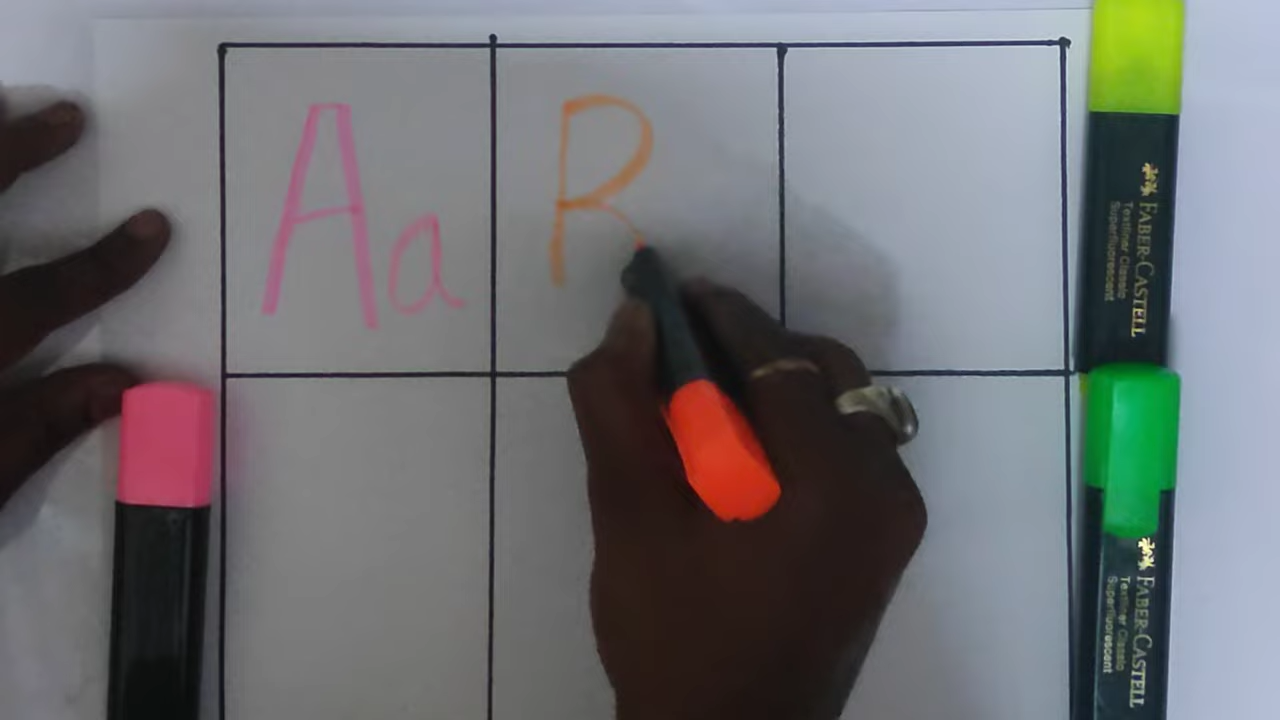 Aa R
FABER-CASTELL
Textliner Classic
Superfluorescent
FABER-CASTELL
Textliner Classic
Superfluorescent